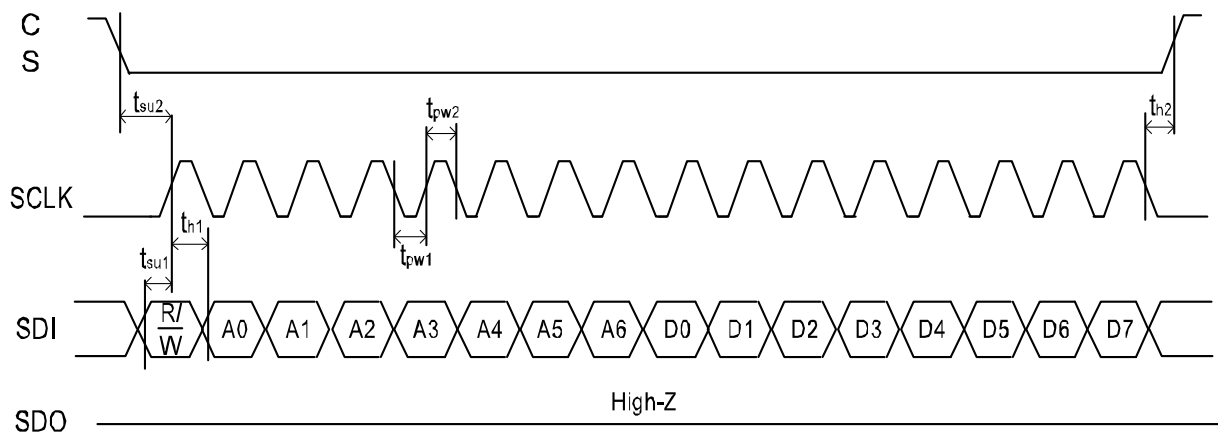 C
S
tsu2
tpw2
th2
SCLK
th1
tpw1
tsu1
SDI
R/
W
A0 A1 A2 A3 A4 A5 A6 D0 D1 D2 D3 D4 D5 D6 D7
High-Z
SDO